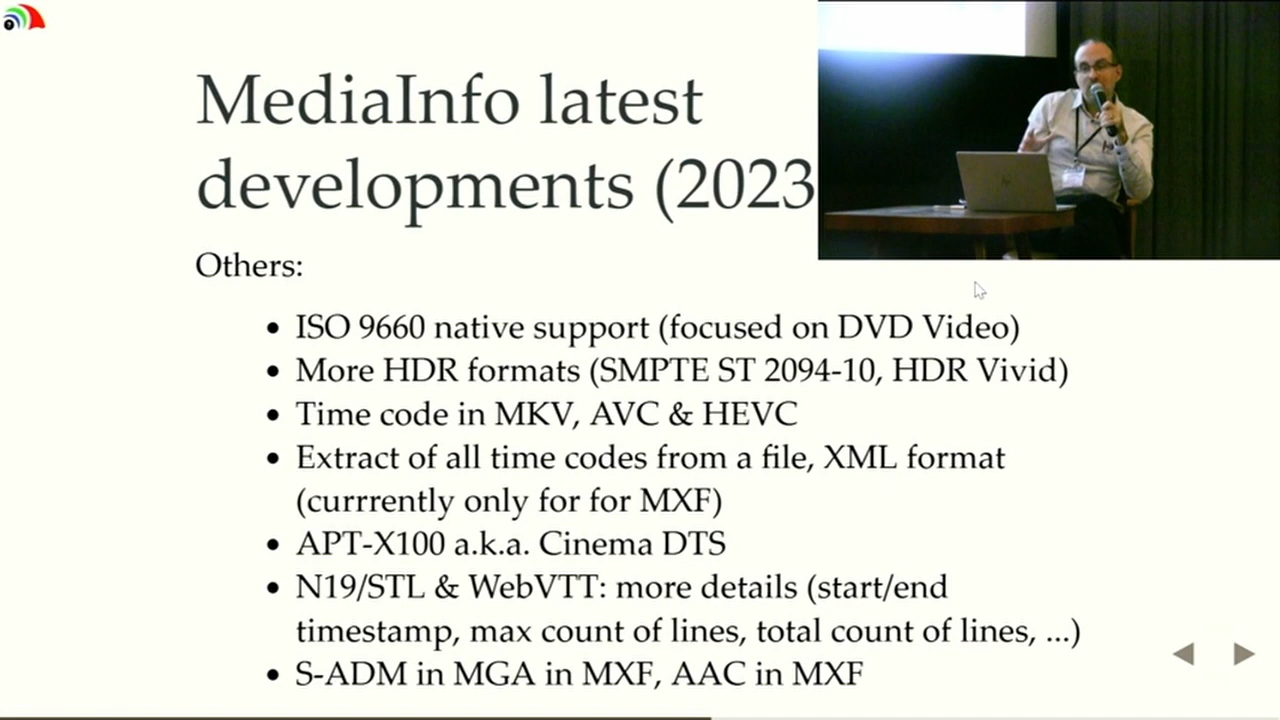 MediaInfo latest
developments (2023
Others:
• ISO 9660 native support (focused on DVD Video)
• More HDR formats (SMPTE ST 2094-10, HDR Vivid)
• Time code in MKV, AVC & HEVC
• Extract of all time codes from a file, XML format
(currrently only for for MXF)
• APT-X100 a.k.a. Cinema DTS
• N19/STL & WebVTT: more details (start/end
timestamp, max count of lines, total count of lines, ...)
• S-ADM in MGA in MXF, AAC in MXF